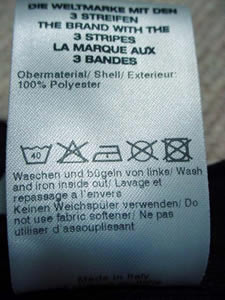 DIE WELTMARKE MIT DEN
3 STREIFEN
THE BRAND WITH THE
3 STRIPES
LA MARQUE AUX
3 BANDES
Obermaterial/ Shell/ Exterieur:
100% Polyester
40
Waschen und bügeln von links/ Wash
and iron inside out/ Lavage et
repassage a l'envers
Keinen Weichspüler verwenden/ Do
not use fabric softener/ Ne pas
utiliser d'assouplissant
Made in Italy